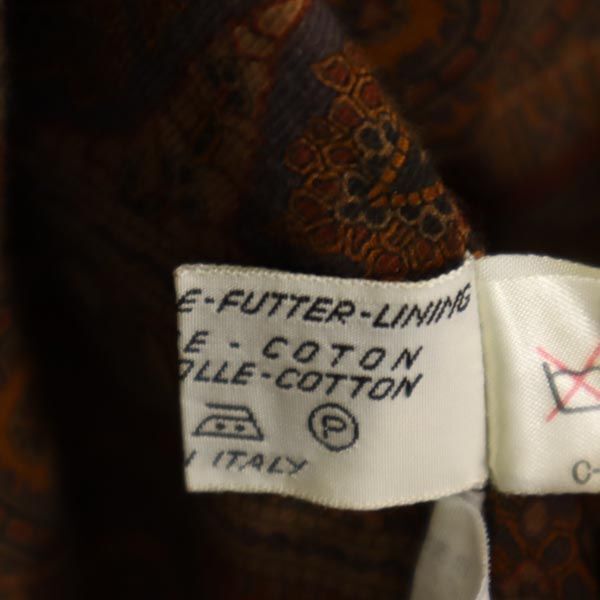 E-FUTTER-LINING
E - COTON
OLLE-COTTON
P
N ITALY
C-